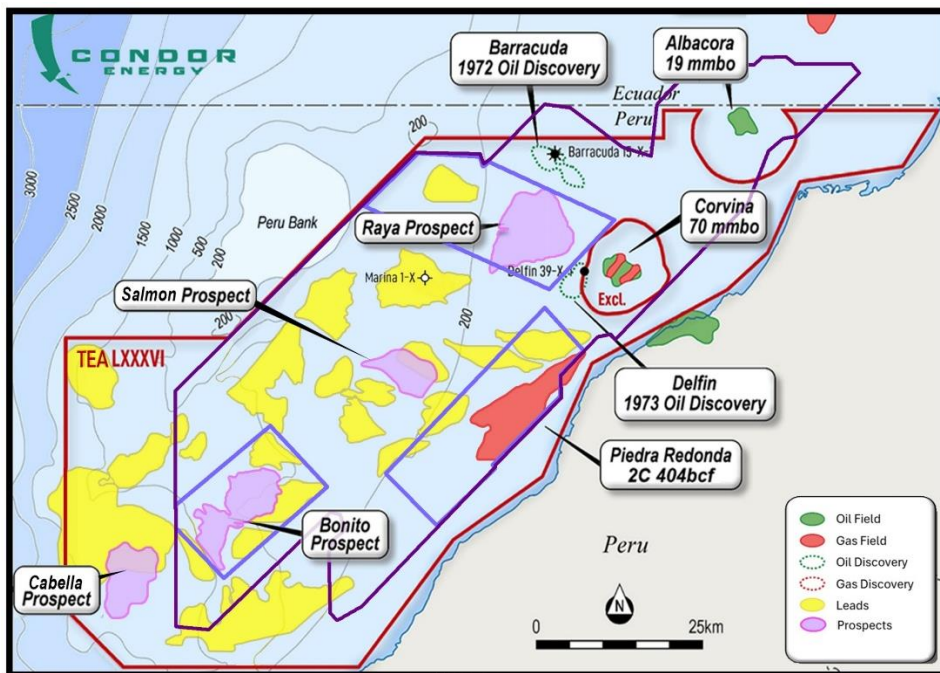 CONDOR
ENERGY
Barracuda
1972 Oil Discovery
Albacora
19 mmbo
Ecuador
Peru
200
Barracuda 15-X-1
3000
2500
2000
1500
1000
500
200
Peru Bank
Raya Prospect
Corvina
70 mmbo
Delfin 39-X
Marina 1-X
Excl.
Salmon Prospect
200
200
TEA LXXXVI
Delfin
1973 Oil Discovery
Piedra Redonda
2C 404bcf
Bonito
Prospect
Peru
Cabella
Prospect
N
0
25km
Oil Field
Gas Field
Oil Discovery
Gas Discovery
Leads
Prospects